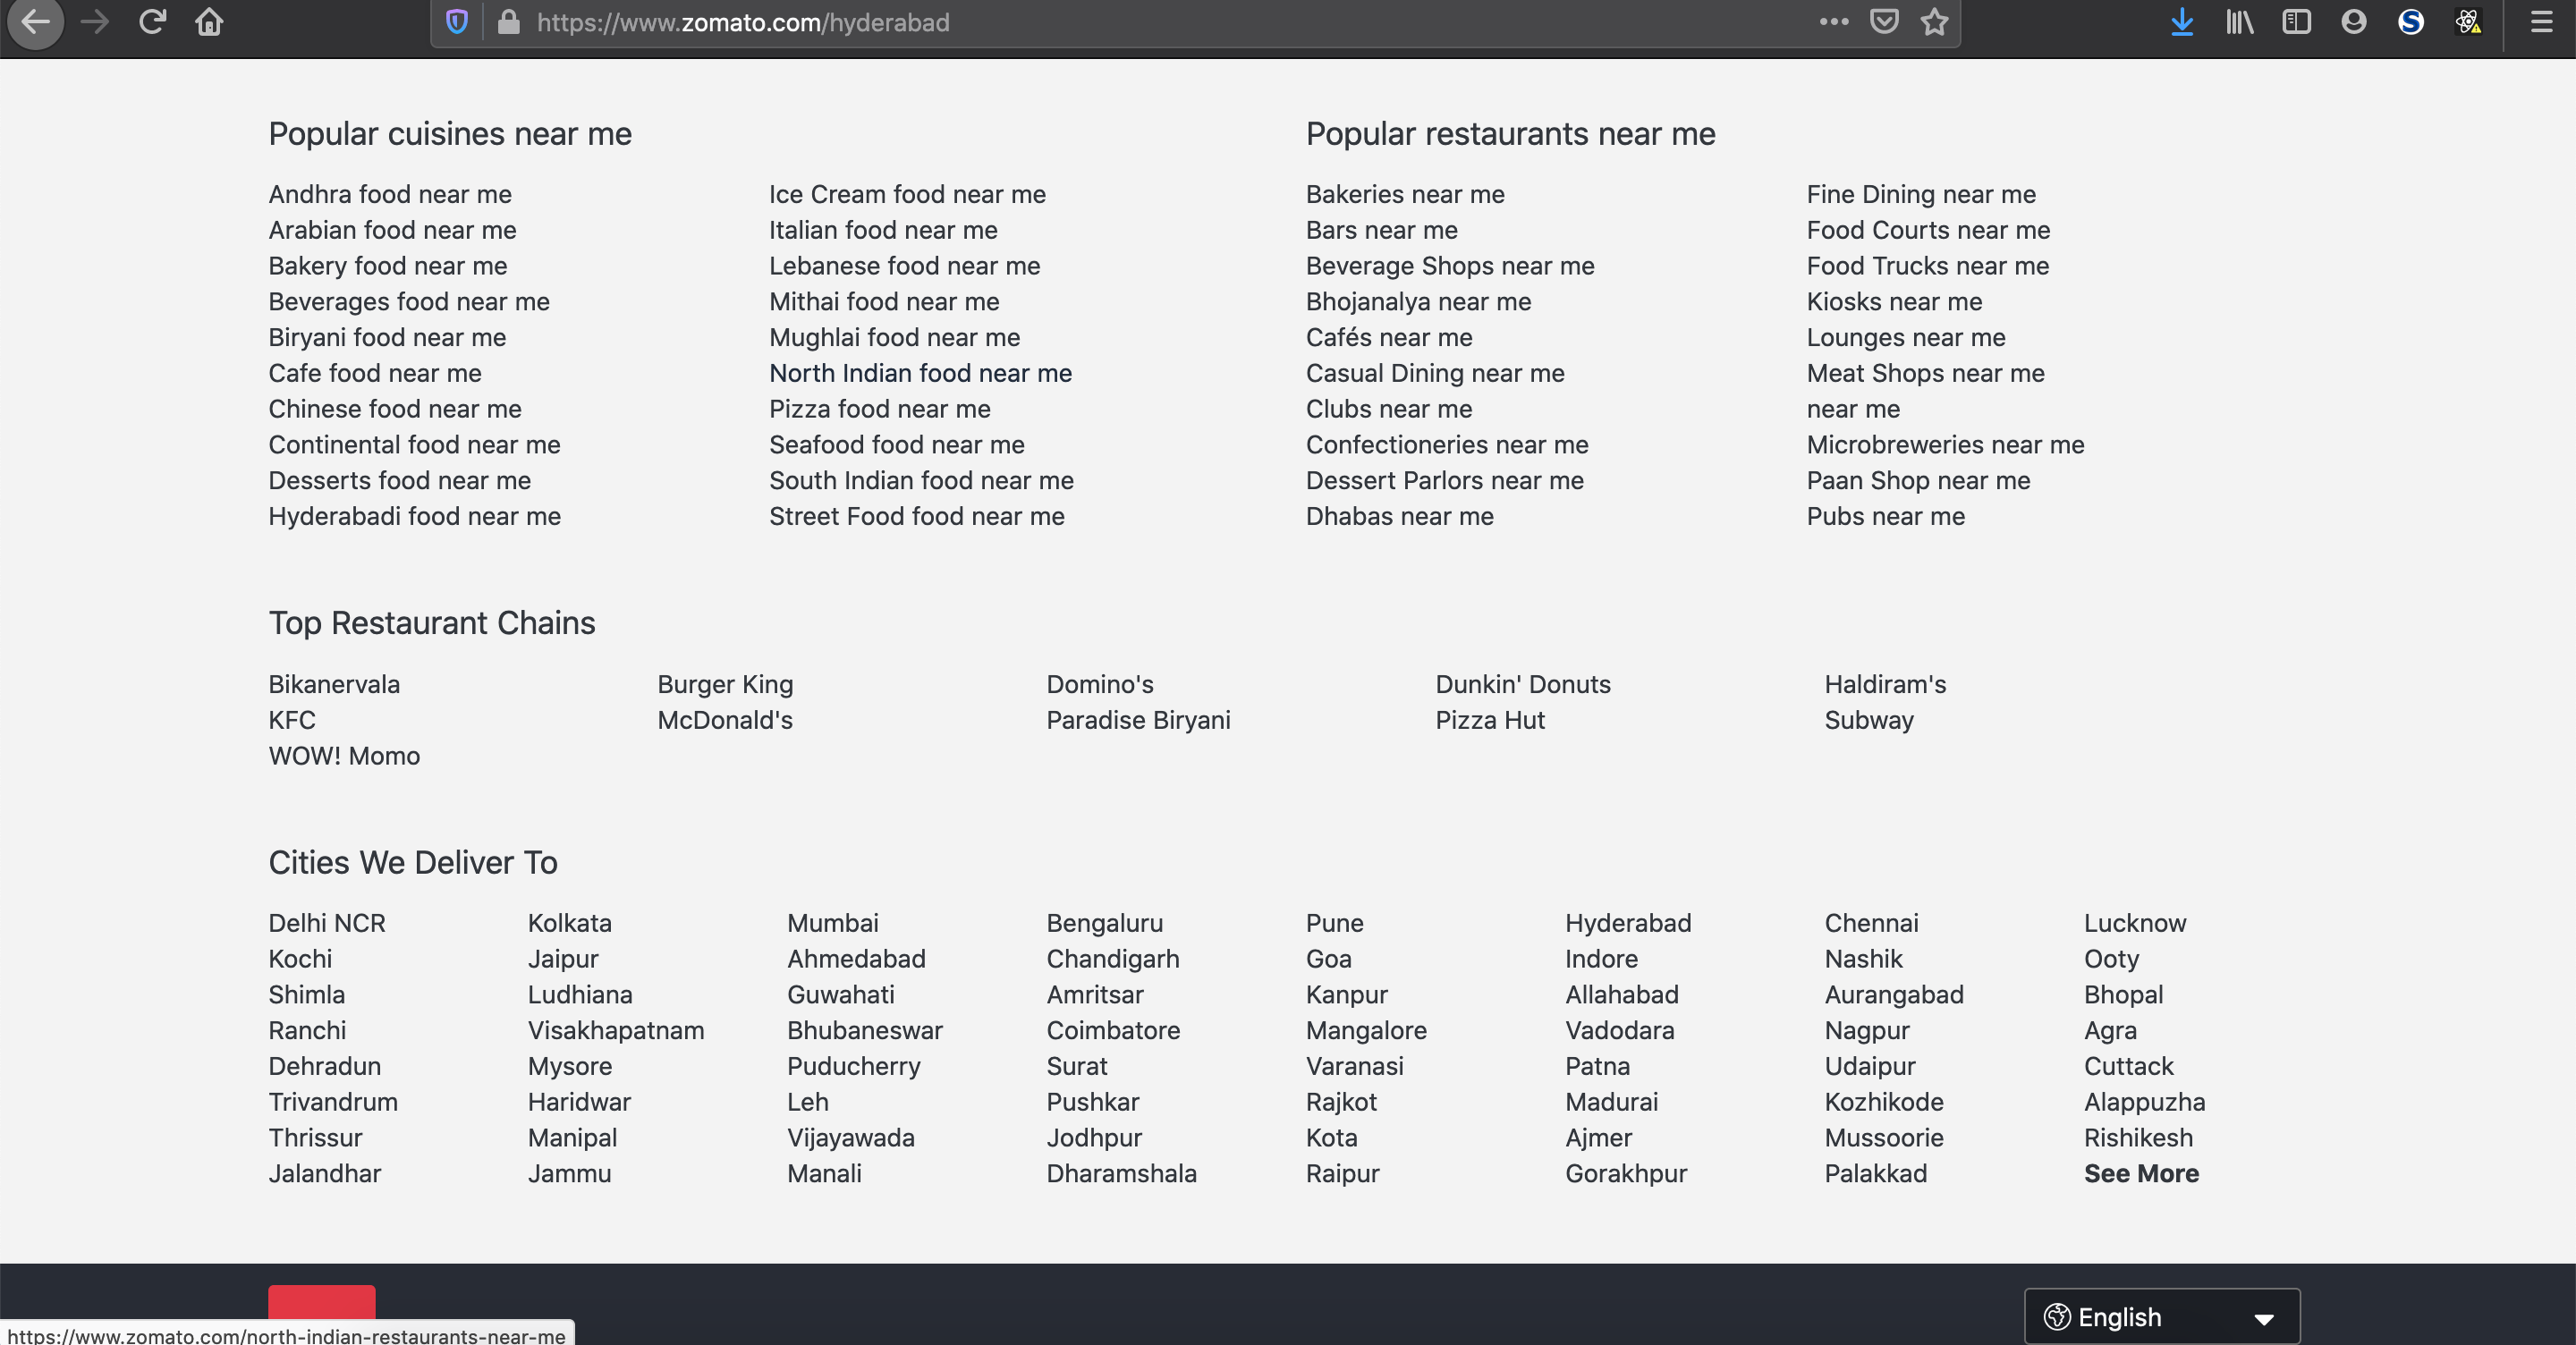 https://www.zomato.com/hyderabad
Popular cuisines near me
Andhra food near me
Arabian food near me
Bakery food near me
Beverages food near me
Biryani food near me
Cafe food near me
Chinese food near me
Continental food near me
Desserts food near me
Hyderabadi food near me
Ice Cream food near me
Italian food near me
Lebanese food near me
Mithai food near me
Mughlai food near me
North Indian food near me
Pizza food near me
Seafood food near me
South Indian food near me
Street Food food near me
Popular restaurants near me
Bakeries near me
Bars near me
Beverage Shops near me
Bhojanalya near me
Cafés near me
Casual Dining near me
Clubs near me
Confectioneries near me
Dessert Parlors near me
Dhabas near me
Fine Dining near me
Food Courts near me
Food Trucks near me
Kiosks near me
Lounges near me
Meat Shops near me
near me
Microbreweries near me
Paan Shop near me
Pubs near me
Top Restaurant Chains
Bikanervala Burger King Domino's Dunkin' Donuts Haldiram's
KFC McDonald's Paradise Biryani Pizza Hut Subway
WOW! Momo
Cities We Deliver To
Delhi NCR Kolkata Mumbai Bengaluru Pune Hyderabad Chennai Lucknow
Kochi Jaipur Ahmedabad Chandigarh Goa Indore Nashik Ooty
Shimla Ludhiana Guwahati Amritsar Kanpur Allahabad Aurangabad Bhopal
Ranchi Visakhapatnam Bhubaneswar Coimbatore Mangalore Vadodara Nagpur Agra
Dehradun Mysore Puducherry Surat Varanasi Patna Udaipur Cuttack
Trivandrum Haridwar Leh Pushkar Rajkot Madurai Kozhikode Alappuzha
Thrissur Manipal Vijayawada Jodhpur Kota Ajmer Mussoorie Rishikesh
Jalandhar Jammu Manali Dharamshala Raipur Gorakhpur Palakkad See More
English
https://www.zomato.com/north-indian-restaurants-near-me